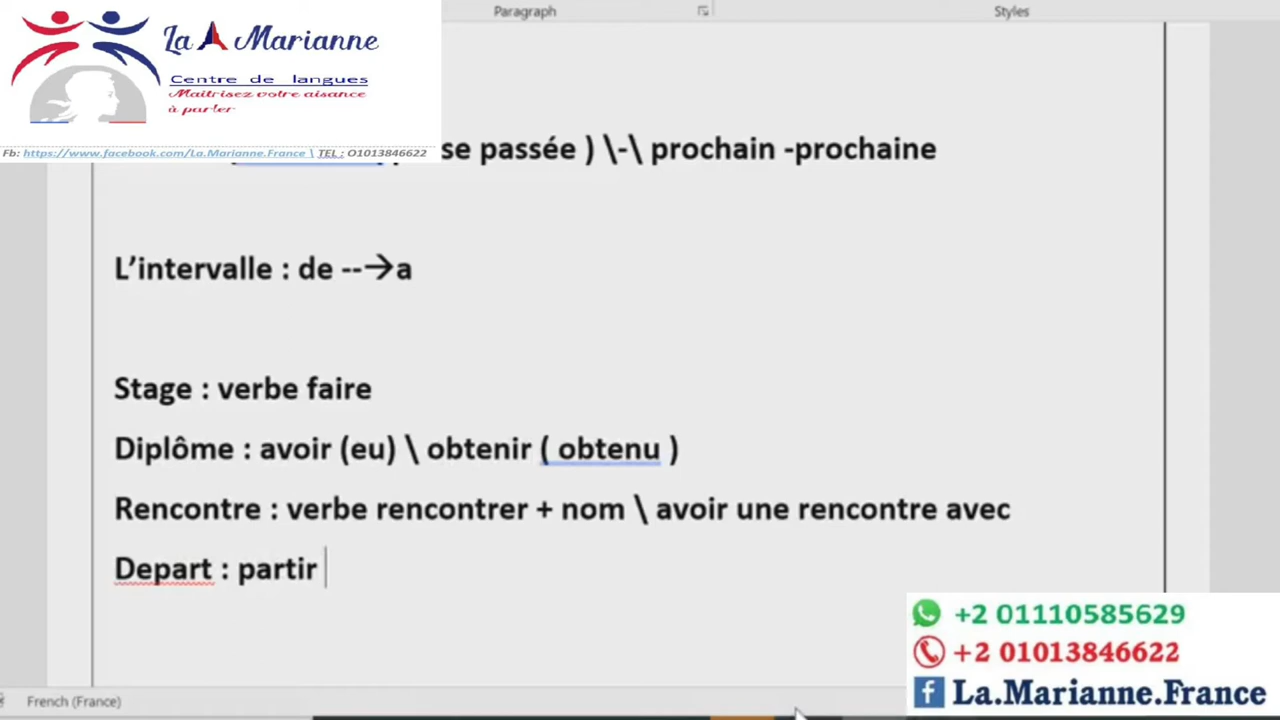 Paragraph
Styles
La Marianne
Centre de langues
Maitrisez votre aisance
à parler
Fb: https://www.facebook.com/La.Marianne.France \ TEL : O1013846622
se passée ) \-\ prochain -prochaine
L’intervalle : de --→a
Stage : verbe faire
Diplôme : avoir (eu) \ obtenir ( obtenu )
Rencontre : verbe rencontrer + nom \ avoir une rencontre avec
Depart : partir
+2 01110585629
+2 01013846622
La.Marianne.France
French (France)